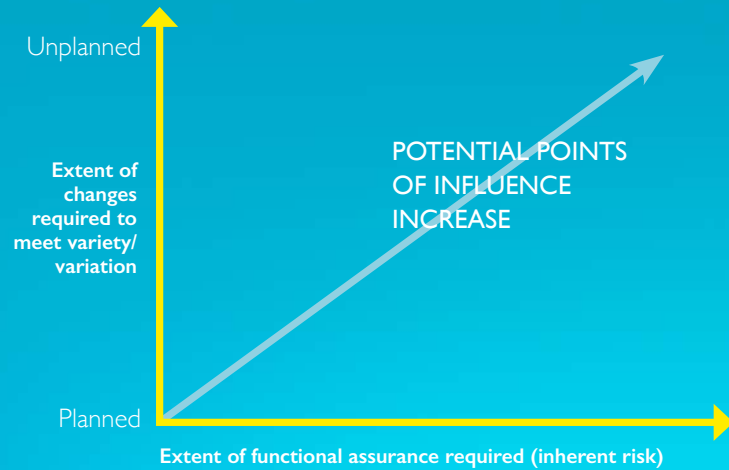 Unplanned
Extent of
changes
required to
meet variety/
variation
POTENTIAL POINTS
OF INFLUENCE
INCREASE
Planned
Extent of functional assurance required (inherent risk)